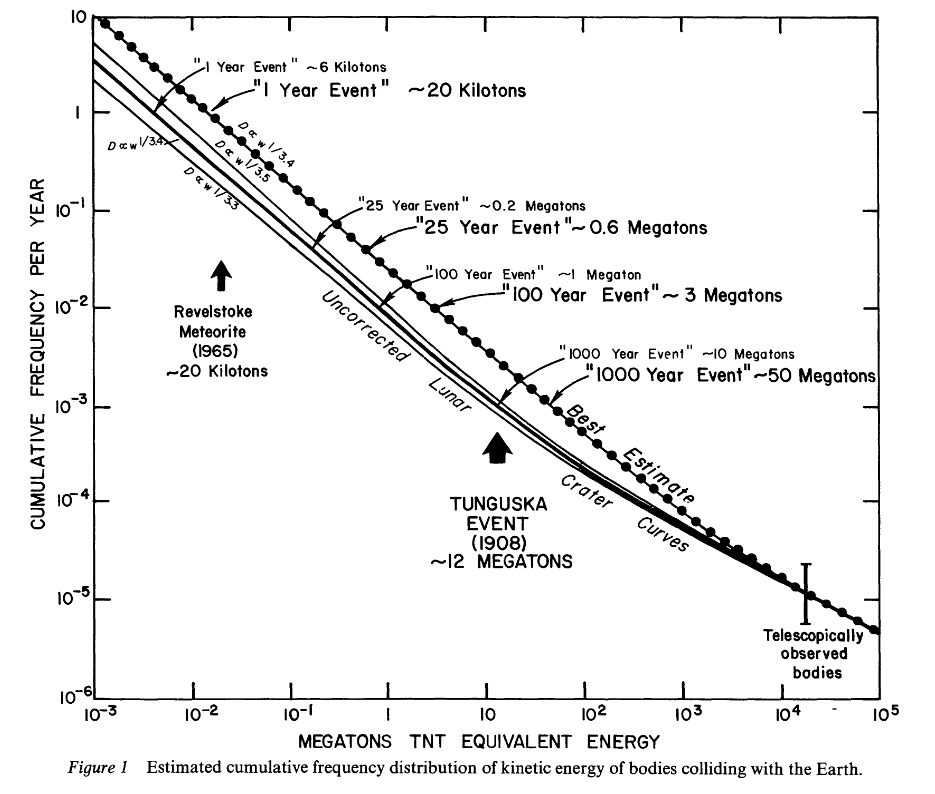 10
1
10-1
10-2
10-3
10-4
10-5
10-6
CUMULATIVE FREQUENCY PER YEAR
"1 Year Event" ~6 Kilotons
"1 Year Event" ~20 Kilotons
D ∝ w 1/3.4
D ∝ w 1/3.5
D ∝ w 1/3.4
D ∝ w 1/3.3
"25 Year Event" ~0.2 Megatons
"25 Year Event" ~ 0.6 Megatons
"100 Year Event" ~1 Megaton
"100 Year Event" ~ 3 Megatons
"1000 Year Event" ~10 Megatons
"1000 Year Event" ~50 Megatons
Revelstoke
Meteorite
(1965)
~20 Kilotons
Uncorrected Lunar Crater Curves
Best Estimate
TUNGUSKA
EVENT
(1908)
~12 MEGATONS
Telescopically
observed
bodies
10-3 10-2 10-1 1 10 102 103 104 105
MEGATONS TNT EQUIVALENT ENERGY
Figure 1 Estimated cumulative frequency distribution of kinetic energy of bodies colliding with the Earth.